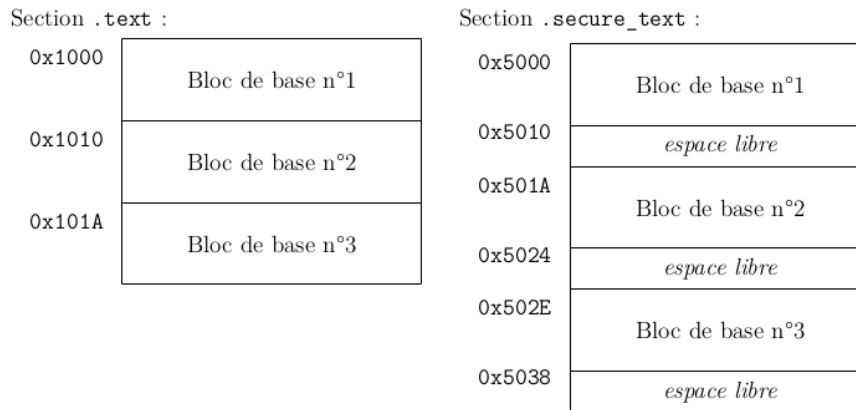 Section .text :
0x1000
Bloc de base n°1
0x1010
Bloc de base n°2
0x101A
Bloc de base n°3
Section .secure_text :
0x5000
Bloc de base n°1
0x5010
espace libre
0x501A
Bloc de base n°2
0x5024
espace libre
0x502E
Bloc de base n°3
0x5038
espace libre